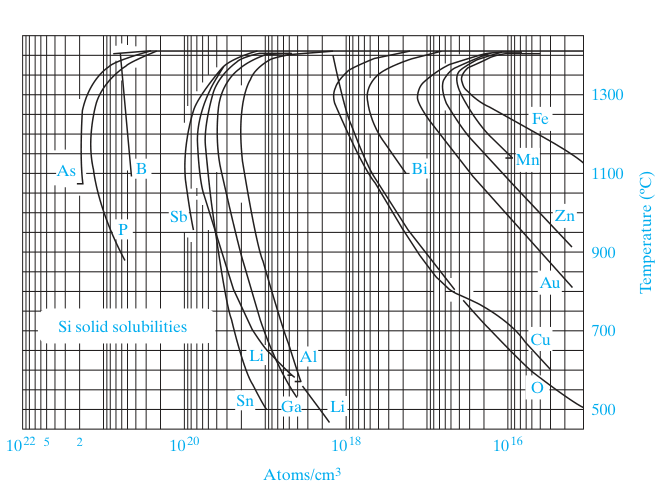 1300
Fe
As
B
Bi
Mn
1100
Sb
P
Zn
Temperature (°C)
900
Au
Si solid solubilities
700
Li
Al
Cu
O
Sn
Ga
Li
500
10²² 5 2 10²⁰ 10¹⁸ 10¹⁶
Atoms/cm³